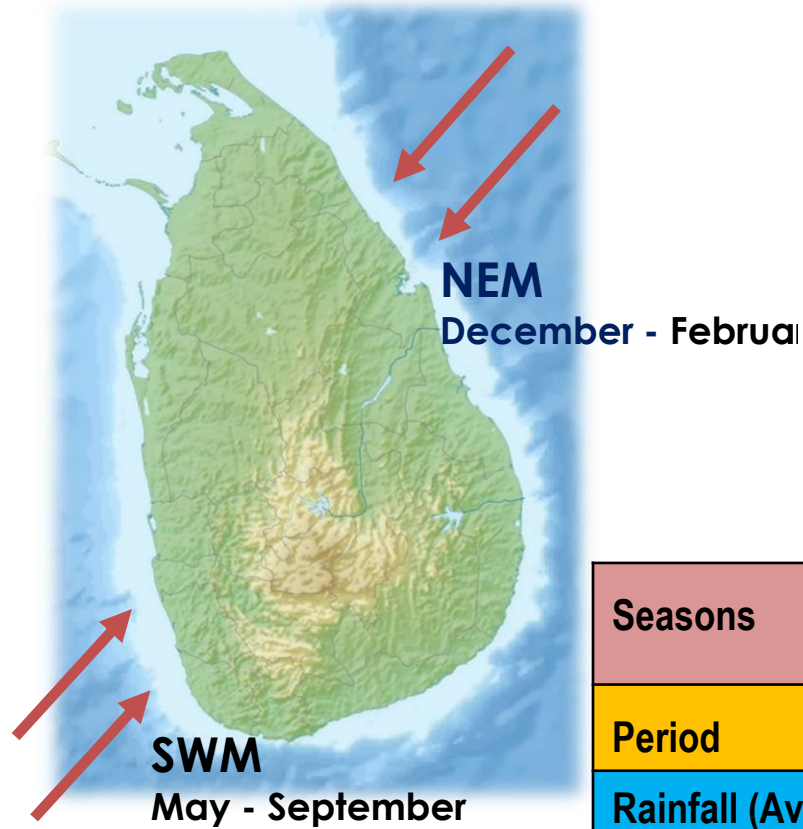 NEM
December - Februar
SWM
May - September
Seasons
Period
Rainfall (Av